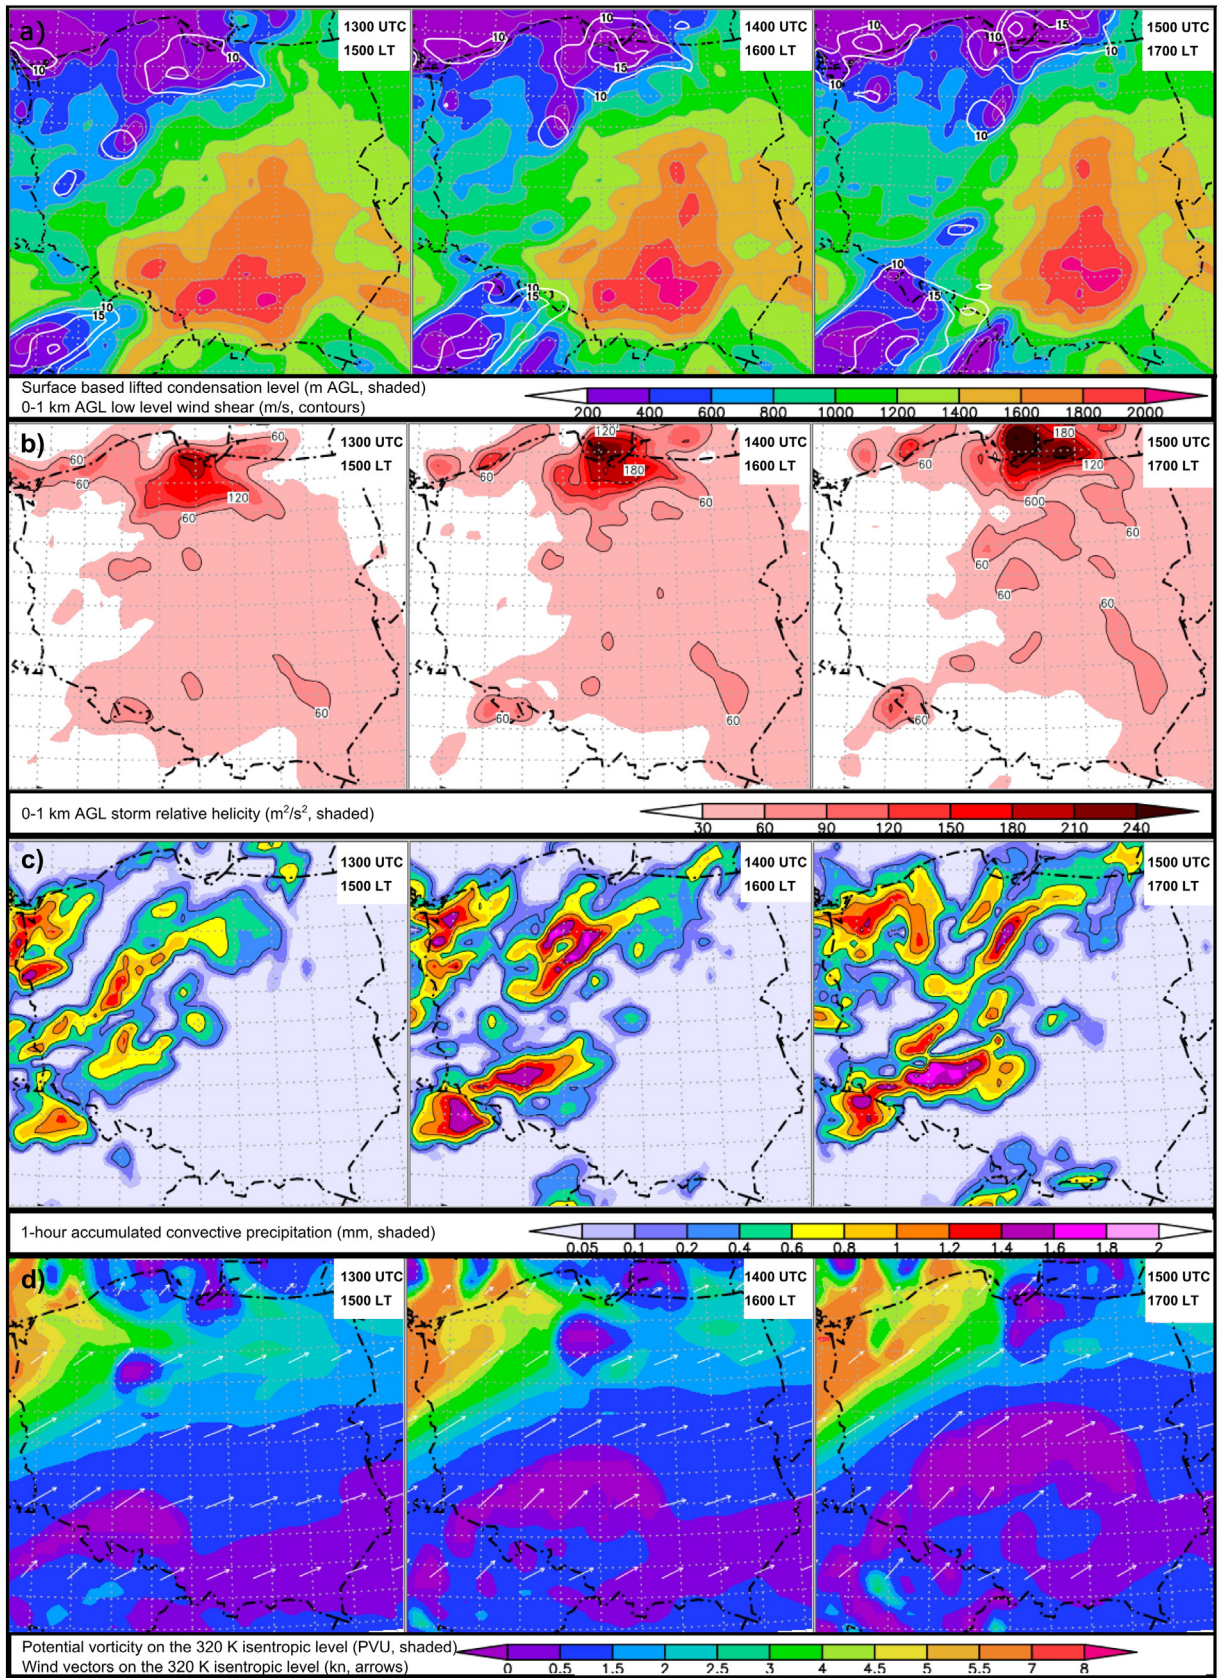 a)
1300 UTC
1500 LT
1400 UTC
1600 LT
1500 UTC
1700 LT
10
10
10
10
15
10
10
15
10
10
15
10
15
10
10
10
10
10
15
Surface based lifted condensation level (m AGL, shaded)
0-1 km AGL low level wind shear (m/s, contours)
200 400 600 800 1000 1200 1400 1600 1800 2000
b)
1300 UTC
1500 LT
1400 UTC
1600 LT
1500 UTC
1700 LT
60
60
60
120
60
60
120
60
180
60
60
60
180
120
60
600
60
60
60
60
0-1 km AGL storm relative helicity (m²/s², shaded)
30 60 90 120 150 180 210 240
c)
1300 UTC
1500 LT
1400 UTC
1600 LT
1500 UTC
1700 LT
1-hour accumulated convective precipitation (mm, shaded)
0.05 0.1 0.2 0.4 0.6 0.8 1 1.2 1.4 1.6 1.8 2
d)
1300 UTC
1500 LT
1400 UTC
1600 LT
1500 UTC
1700 LT
Potential vorticity on the 320 K isentropic level (PVU, shaded)
Wind vectors on the 320 K isentropic level (kn, arrows)
0 0.5 1.5 2 2.5 3 4 4.5 5.5 7 8